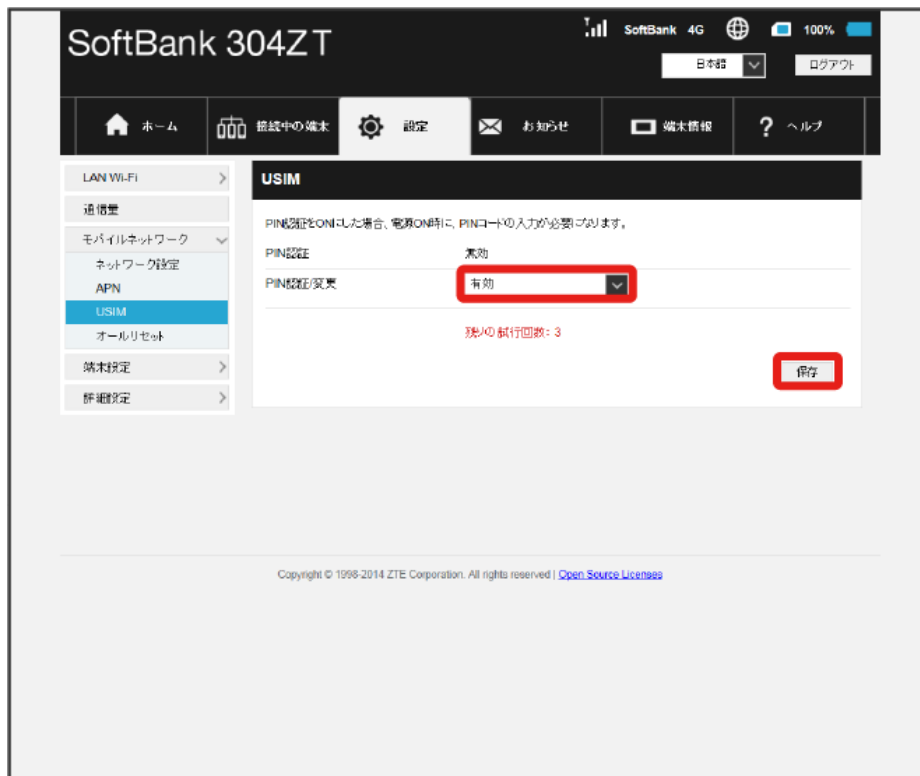 SoftBank 304ZT
SoftBank 4G 100%
日本語 ログアウト
ホーム 接続中の端末 設定 お知らせ 端末情報 ? ヘルプ
LAN Wi-Fi
通信量
モバイルネットワーク
ネットワーク設定
APN
USIM
オールリセット
端末設定
詳細設定
USIM
PIN認証をONにした場合、電源ON時に、PINコードの入力が必要になります。
PIN認証 無効
PIN認証/変更 有効
残りの試行回数: 3
保存
Copyright © 1998-2014 ZTE Corporation. All rights reserved | Open Source Licenses